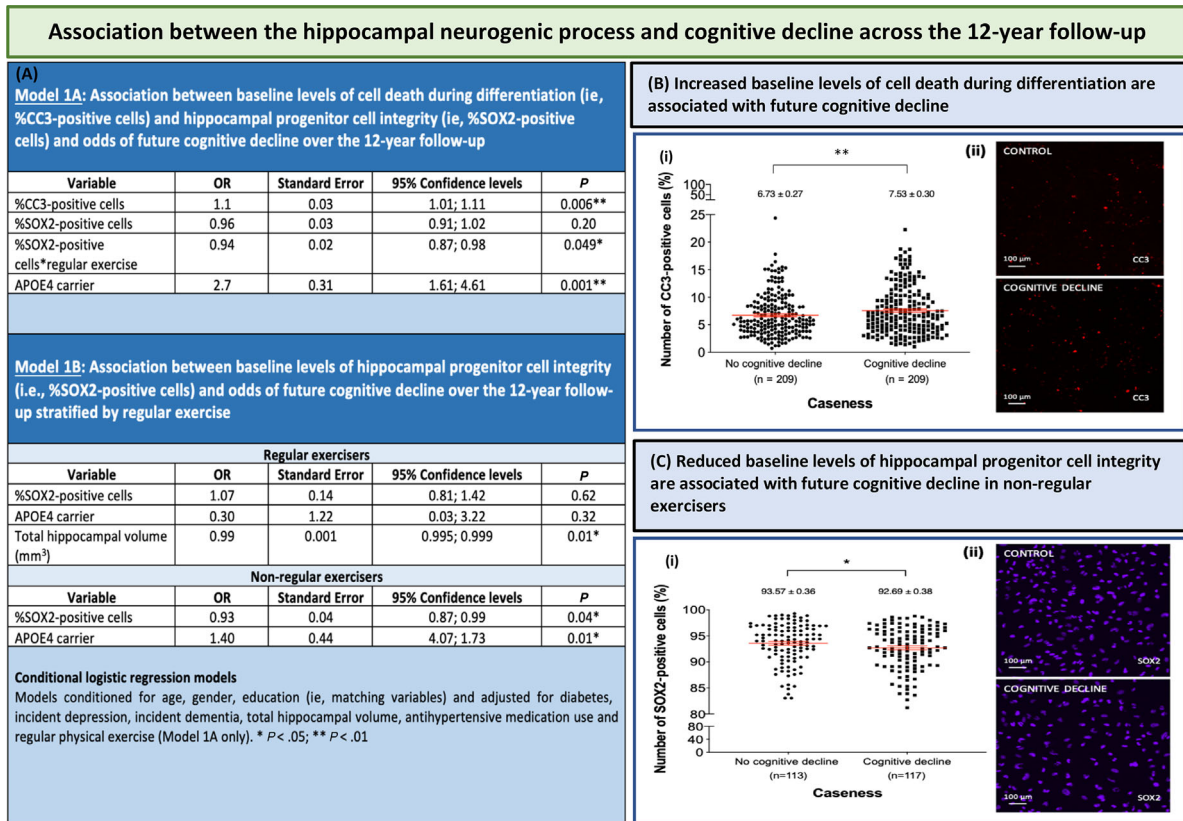 Association between the hippocampal neurogenic process and cognitive decline across the 12-year follow-up
(A)
Model 1A: Association between baseline levels of cell death during differentiation (ie,
%CC3-positive cells) and hippocampal progenitor cell integrity (ie, %SOX2-positive
cells) and odds of future cognitive decline over the 12-year follow-up
Variable OR Standard Error 95% Confidence levels P
%CC3-positive cells 1.1 0.03 1.01; 1.11 0.006**
%SOX2-positive cells 0.96 0.03 0.91; 1.02 0.20
%SOX2-positive 0.94 0.02 0.87; 0.98 0.049*
cells*regular exercise
APOE4 carrier 2.7 0.31 1.61; 4.61 0.001**
Model 1B: Association between baseline levels of hippocampal progenitor cell integrity
(i.e., %SOX2-positive cells) and odds of future cognitive decline over the 12-year follow-
up stratified by regular exercise
Regular exercisers
Variable OR Standard Error 95% Confidence levels P
%SOX2-positive cells 1.07 0.14 0.81; 1.42 0.62
APOE4 carrier 0.30 1.22 0.03; 3.22 0.32
Total hippocampal volume 0.99 0.001 0.995; 0.999 0.01*
(mm³)
Non-regular exercisers
Variable OR Standard Error 95% Confidence levels P
%SOX2-positive cells 0.93 0.04 0.87; 0.99 0.04*
APOE4 carrier 1.40 0.44 4.07; 1.73 0.01*
Conditional logistic regression models
Models conditioned for age, gender, education (ie, matching variables) and adjusted for diabetes,
incident depression, incident dementia, total hippocampal volume, antihypertensive medication use and
regular physical exercise (Model 1A only). * P < .05; ** P < .01
(B) Increased baseline levels of cell death during differentiation are
associated with future cognitive decline
(i)
**
6.73 ± 0.27 7.53 ± 0.30
Number of CC3-positive cells (%)
100
50
25
20
15
10
5
0
No cognitive decline Cognitive decline
(n = 209) (n = 209)
Caseness
(ii)
CONTROL
100 µm
CC3
COGNITIVE DECLINE
100 µm
CC3
(C) Reduced baseline levels of hippocampal progenitor cell integrity
are associated with future cognitive decline in non-regular
exercisers
(i)
*
93.57 ± 0.36 92.69 ± 0.38
Number of SOX2-positive cells (%)
100
95
90
85
80
80
40
0
No cognitive decline Cognitive decline
(n=113) (n=117)
Caseness
(ii)
CONTROL
100 µm
SOX2
COGNITIVE DECLINE
100 µm
SOX2